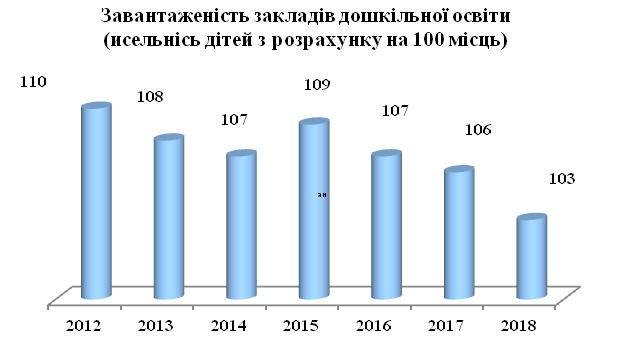 Завантаженість закладів дошкільної освіти
(исельнісь дітей з розрахунку на 100 місць)
110
108
107
109
107
106
103
зн
2012 2013 2014 2015 2016 2017 2018